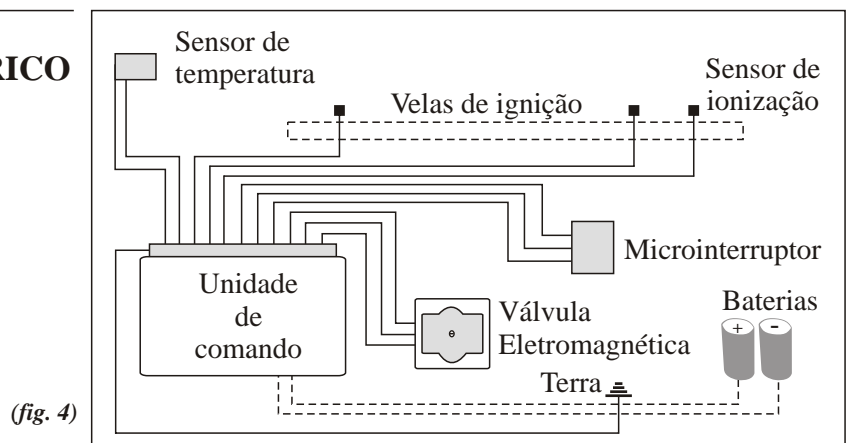 RICO
Sensor de
temperatura
Velas de ignição
Sensor de
ionização
Microinterruptor
Unidade
de
comando
Válvula
Eletromagnética
Baterias
+ -
Terra
(fig. 4)